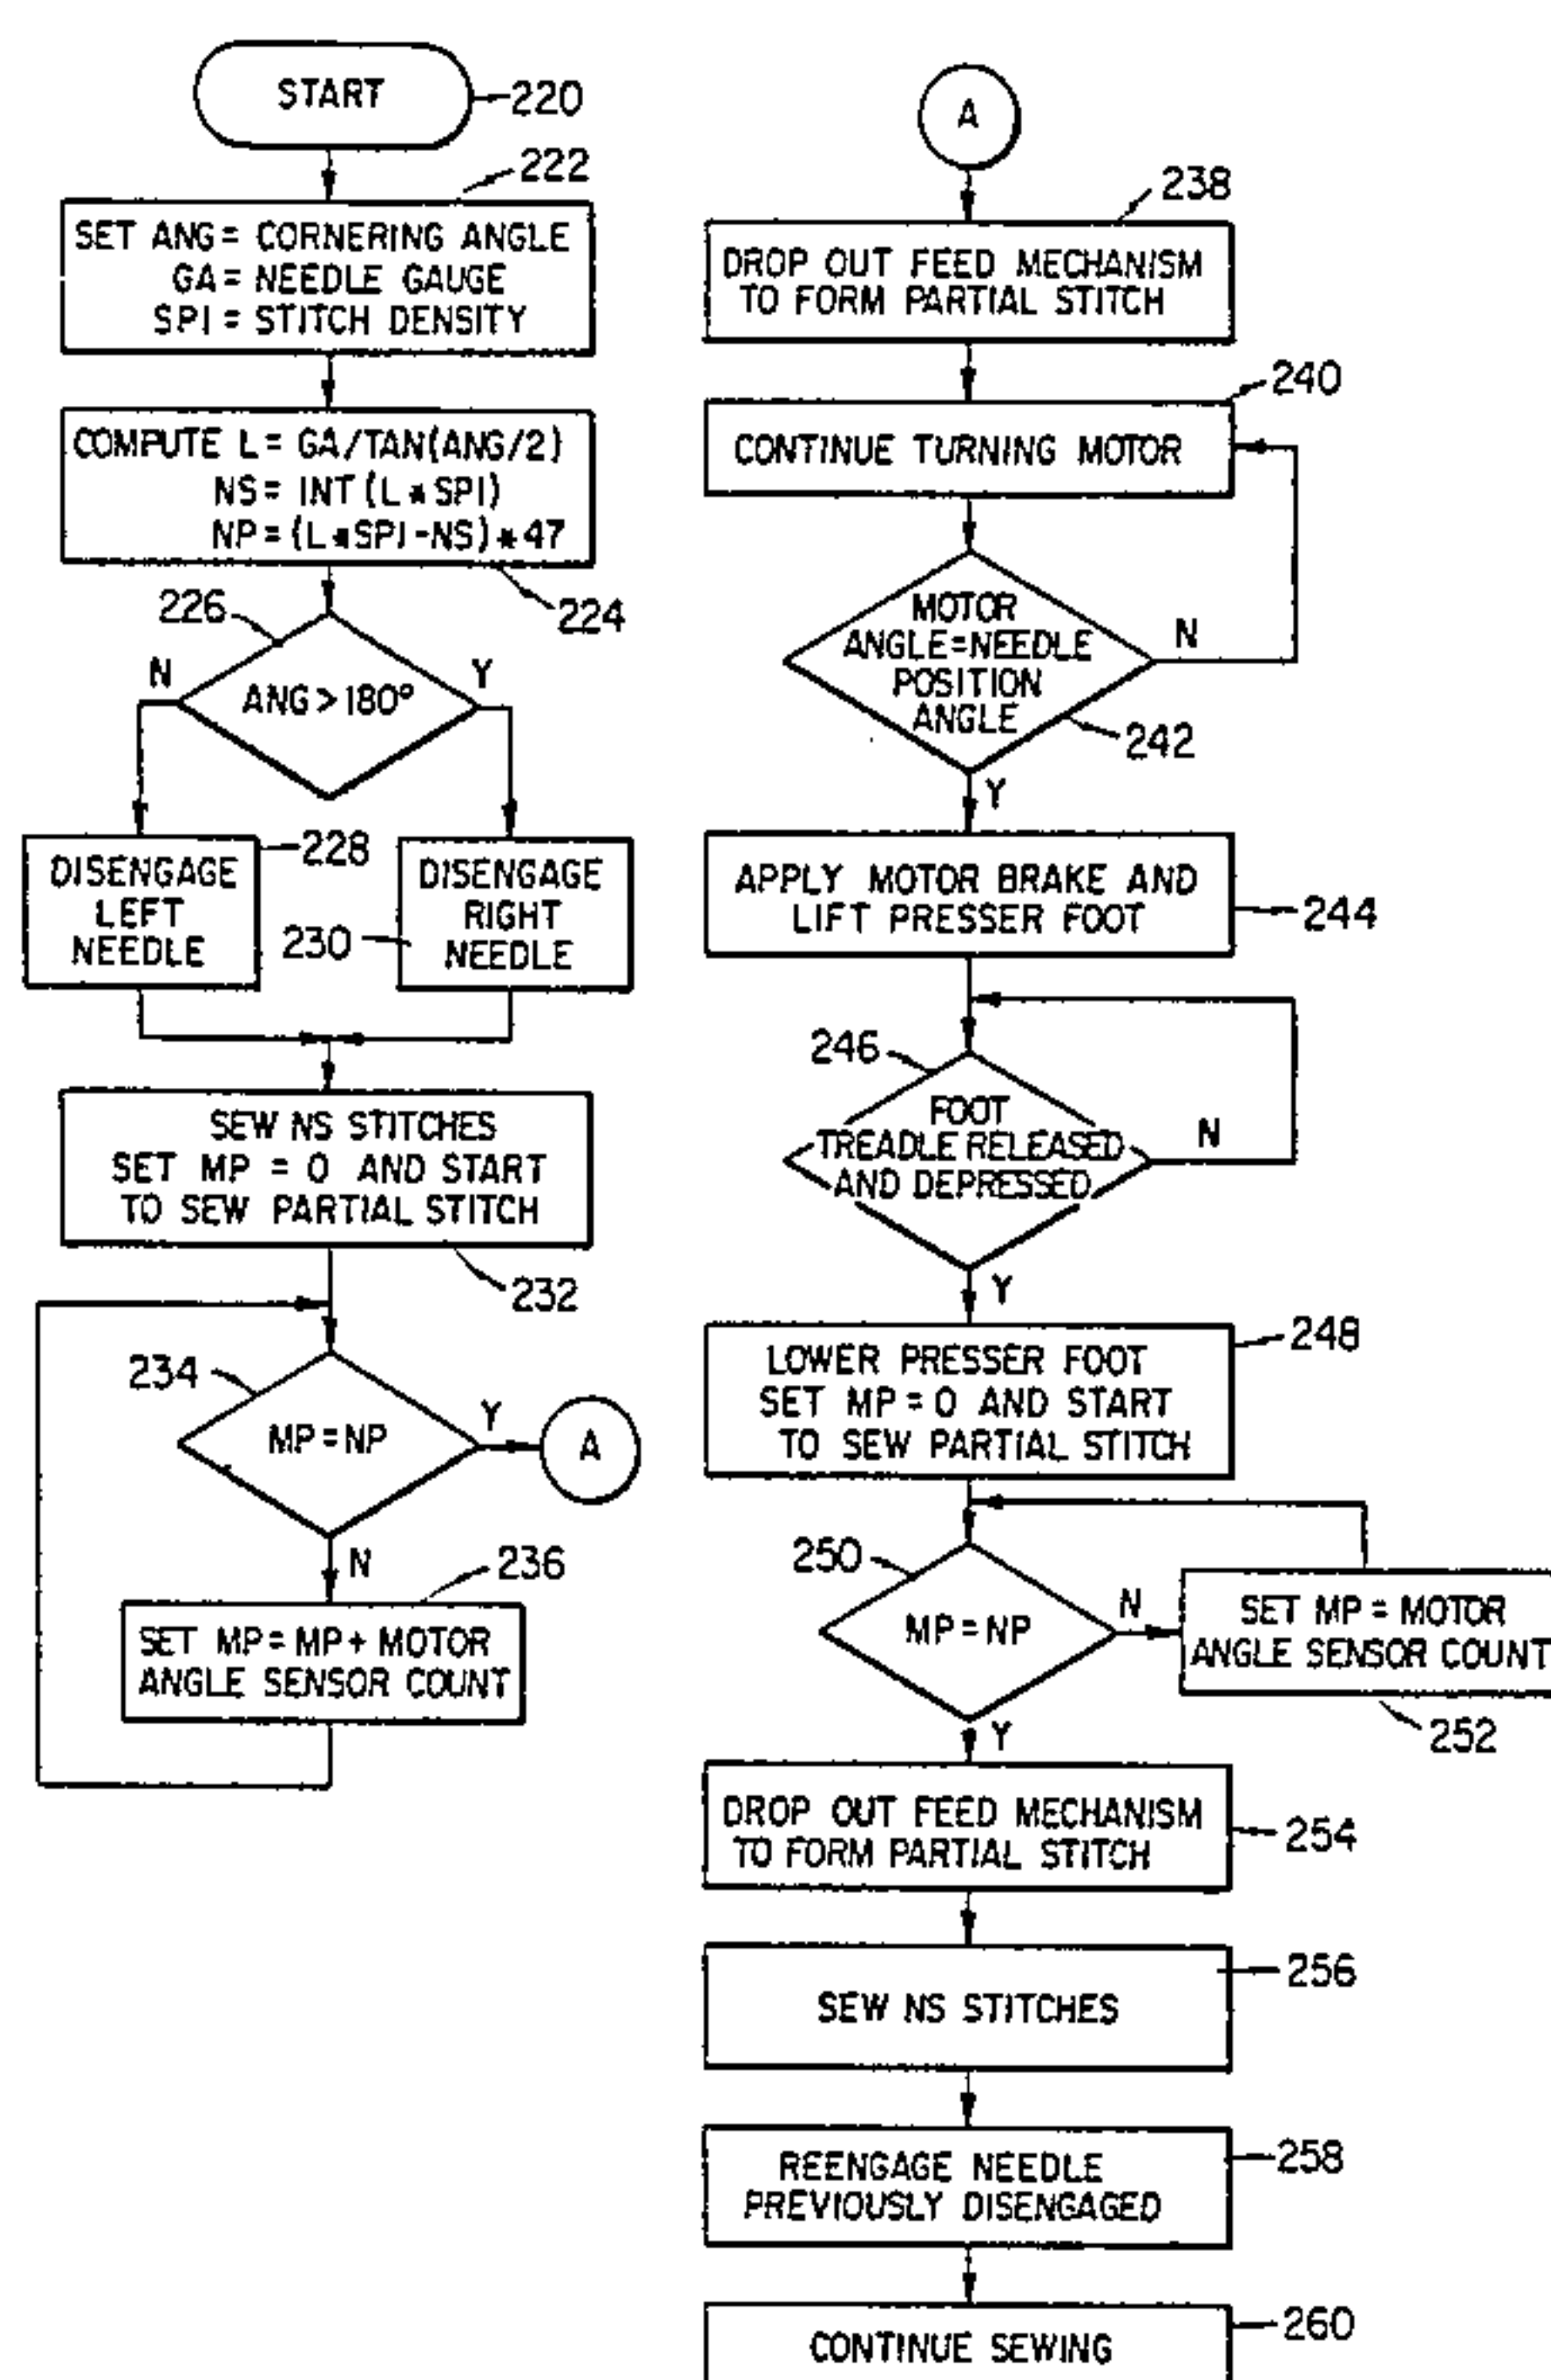 START
220
222
SET ANG = CORNERING ANGLE
GA = NEEDLE GAUGE
SPI = STITCH DENSITY
COMPUTE L = GA/TAN(ANG/2)
NS = INT (L * SPI)
NP = (L * SPI - NS) * 47
224
226
N
Y
ANG > 180°
DISENGAGE
LEFT
NEEDLE
228
DISENGAGE
RIGHT
NEEDLE
230
SEW NS STITCHES
SET MP = 0 AND START
TO SEW PARTIAL STITCH
232
234
MP = NP
Y
A
N
236
SET MP = MP + MOTOR
ANGLE SENSOR COUNT
A
238
DROP OUT FEED MECHANISM
TO FORM PARTIAL STITCH
240
CONTINUE TURNING MOTOR
MOTOR
ANGLE = NEEDLE
POSITION
ANGLE
N
242
Y
APPLY MOTOR BRAKE AND
LIFT PRESSER FOOT
244
246
FOOT
TREADLE RELEASED
AND DEPRESSED
N
Y
248
LOWER PRESSER FOOT
SET MP = 0 AND START
TO SEW PARTIAL STITCH
250
MP = NP
N
SET MP = MOTOR
ANGLE SENSOR COUNT
252
Y
DROP OUT FEED MECHANISM
TO FORM PARTIAL STITCH
254
256
SEW NS STITCHES
REENGAGE NEEDLE
PREVIOUSLY DISENGAGED
258
CONTINUE SEWING
260